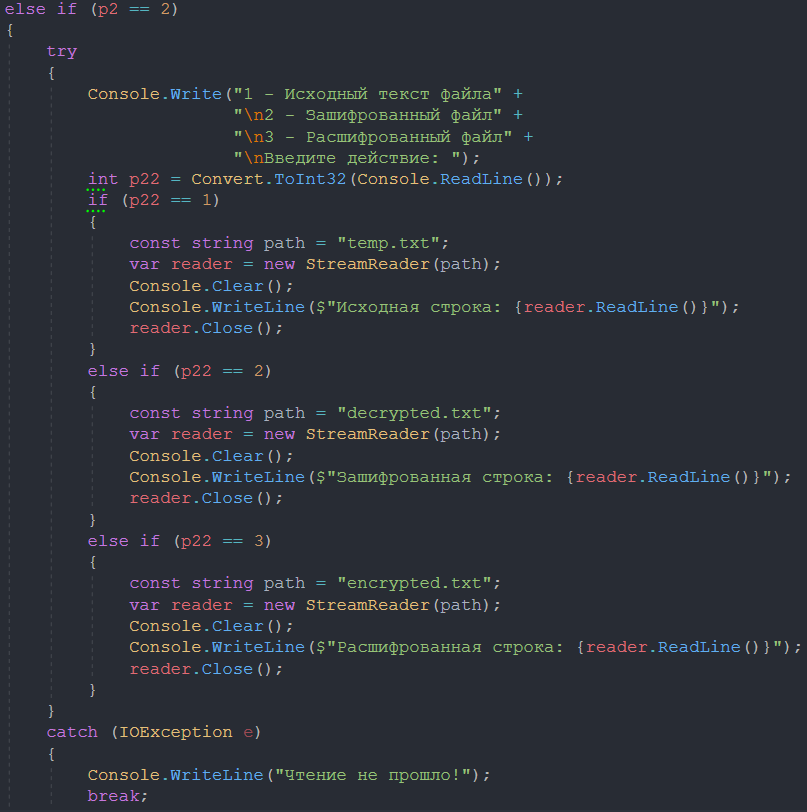 else if (p2 == 2)
{
    try
    {
        Console.Write("1 - Исходный текст файла" +
                      "\n2 - Зашифрованный файл" +
                      "\n3 - Расшифрованный файл" +
                      "\nВведите действие: ");
        int p22 = Convert.ToInt32(Console.ReadLine());
        if (p22 == 1)
        {
            const string path = "temp.txt";
            var reader = new StreamReader(path);
            Console.Clear();
            Console.WriteLine($"Исходная строка: {reader.ReadLine()}");
            reader.Close();
        }
        else if (p22 == 2)
        {
            const string path = "decrypted.txt";
            var reader = new StreamReader(path);
            Console.Clear();
            Console.WriteLine($"Зашифрованная строка: {reader.ReadLine()}");
            reader.Close();
        }
        else if (p22 == 3)
        {
            const string path = "encrypted.txt";
            var reader = new StreamReader(path);
            Console.Clear();
            Console.WriteLine($"Расшифрованная строка: {reader.ReadLine()}");
            reader.Close();
        }
    }
    catch (IOException e)
    {
        Console.WriteLine("Чтение не прошло!");
        break;